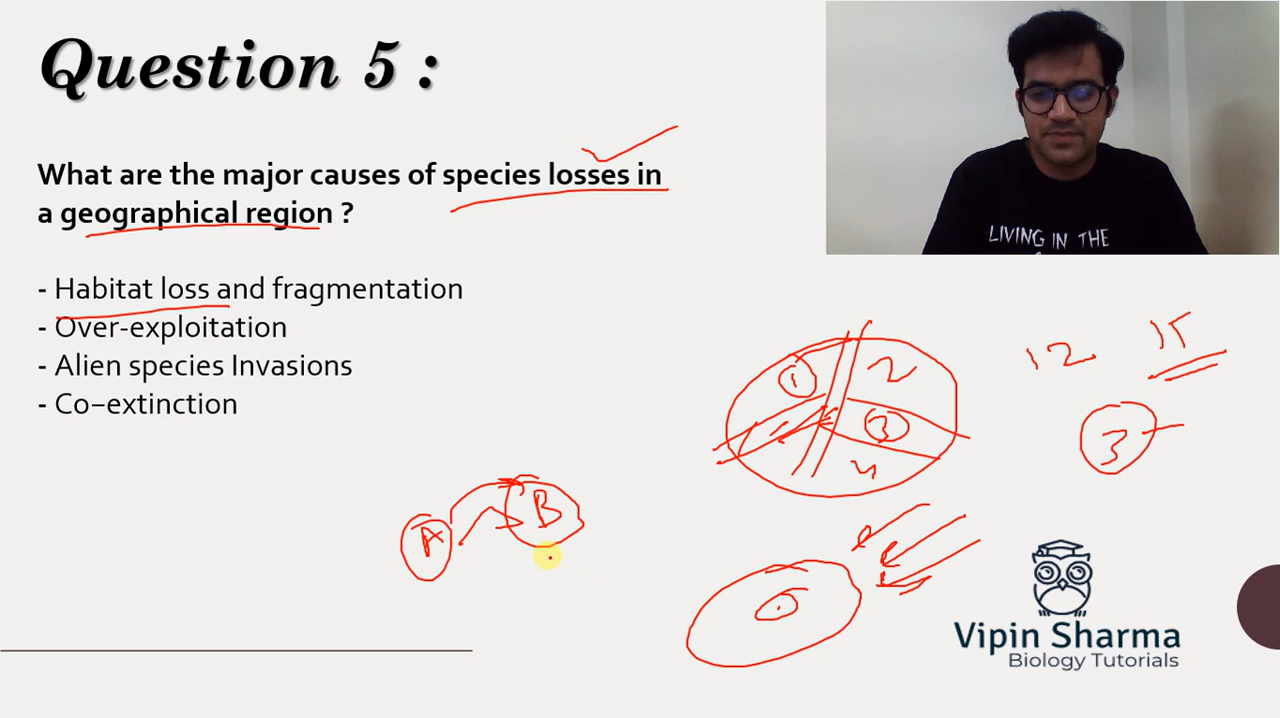 Question 5 :
What are the major causes of species losses in
a geographical region ?
- Habitat loss and fragmentation
- Over-exploitation
- Alien species Invasions
- Co–extinction
LIVING IN THE
1
2
3
4
12
15
3
A
B
Vipin Sharma
Biology Tutorials